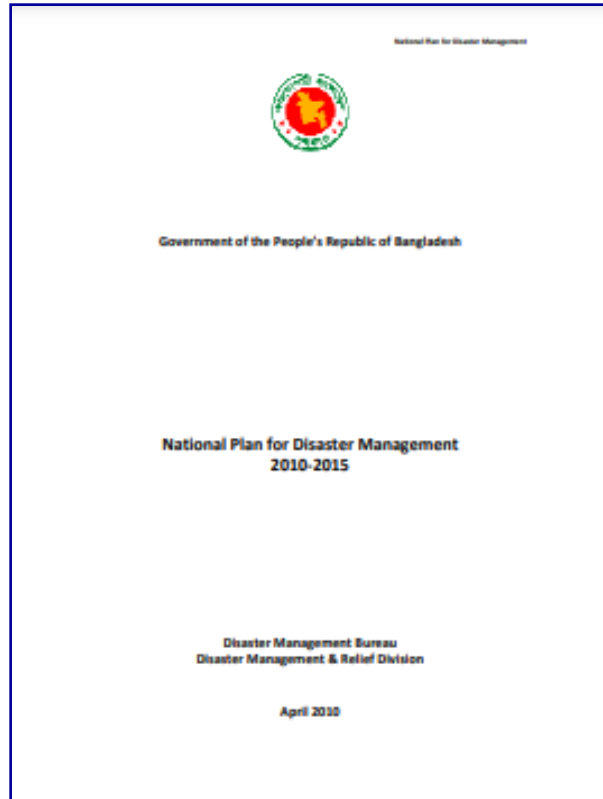 National Plan for Disaster Management
Government of the People's Republic of Bangladesh
National Plan for Disaster Management
2010-2015
Disaster Management Bureau
Disaster Management & Relief Division
April 2010